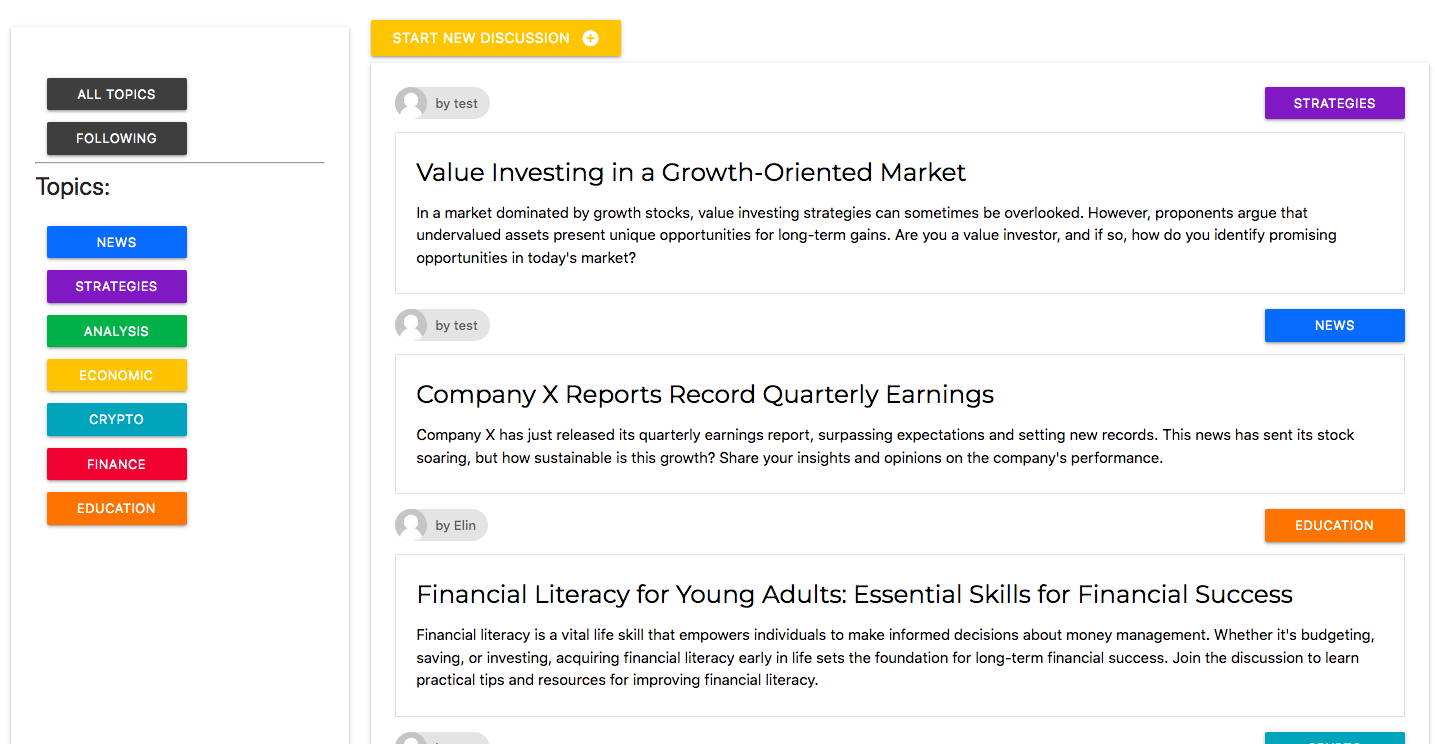 START NEW DISCUSSION
ALL TOPICS
FOLLOWING
Topics:
NEWS
STRATEGIES
ANALYSIS
ECONOMIC
CRYPTO
FINANCE
EDUCATION
by test
STRATEGIES
Value Investing in a Growth-Oriented Market
In a market dominated by growth stocks, value investing strategies can sometimes be overlooked. However, proponents argue that
undervalued assets present unique opportunities for long-term gains. Are you a value investor, and if so, how do you identify promising
opportunities in today's market?
by test
NEWS
Company X Reports Record Quarterly Earnings
Company X has just released its quarterly earnings report, surpassing expectations and setting new records. This news has sent its stock
soaring, but how sustainable is this growth? Share your insights and opinions on the company's performance.
by Elin
EDUCATION
Financial Literacy for Young Adults: Essential Skills for Financial Success
Financial literacy is a vital life skill that empowers individuals to make informed decisions about money management. Whether it's budgeting,
saving, or investing, acquiring financial literacy early in life sets the foundation for long-term financial success. Join the discussion to learn
practical tips and resources for improving financial literacy.